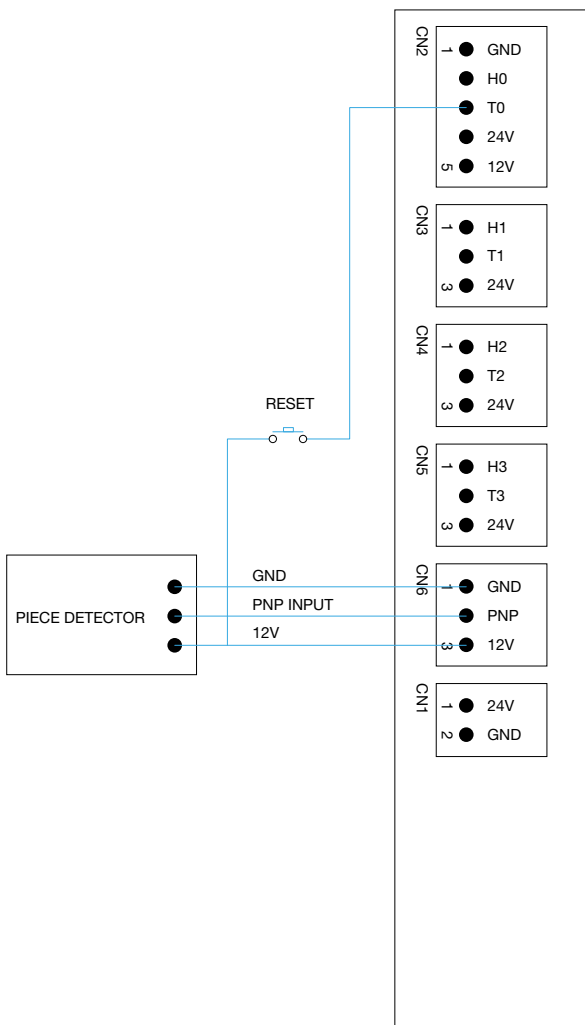 CN2
1 GND
H0
T0
24V
5 12V
CN3
1 H1
T1
3 24V
CN4
1 H2
T2
3 24V
RESET
CN5
1 H3
T3
3 24V
PIECE DETECTOR
GND
PNP INPUT
12V
CN6
1 GND
PNP
3 12V
CN1
1 24V
2 GND